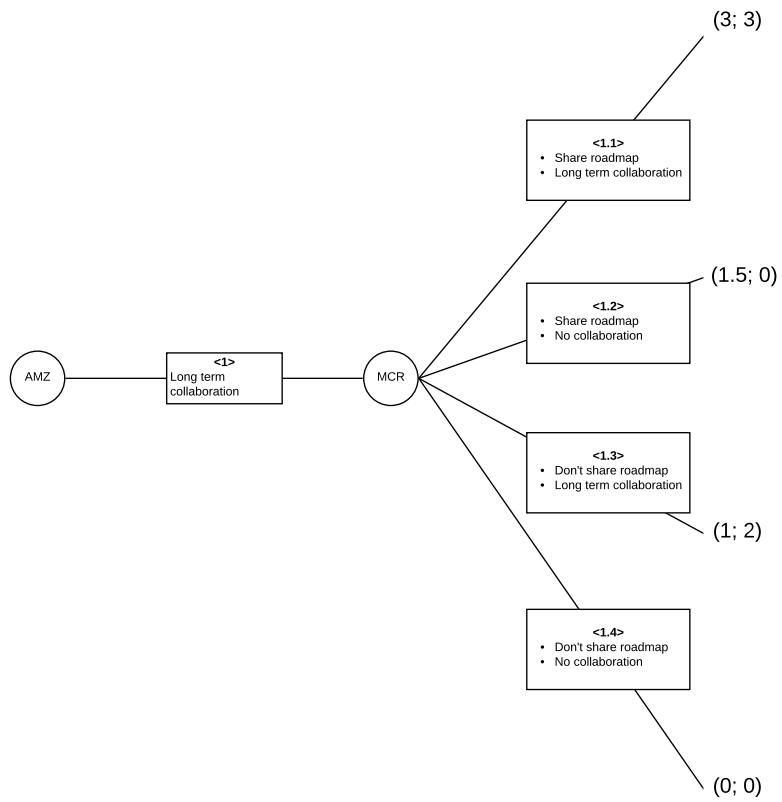 (3; 3)
<1.1>
• Share roadmap
• Long term collaboration
(1.5; 0)
<1.2>
• Share roadmap
• No collaboration
AMZ
<1>
Long term
collaboration
MCR
<1.3>
• Don't share roadmap
• Long term collaboration
(1; 2)
<1.4>
• Don't share roadmap
• No collaboration
(0; 0)